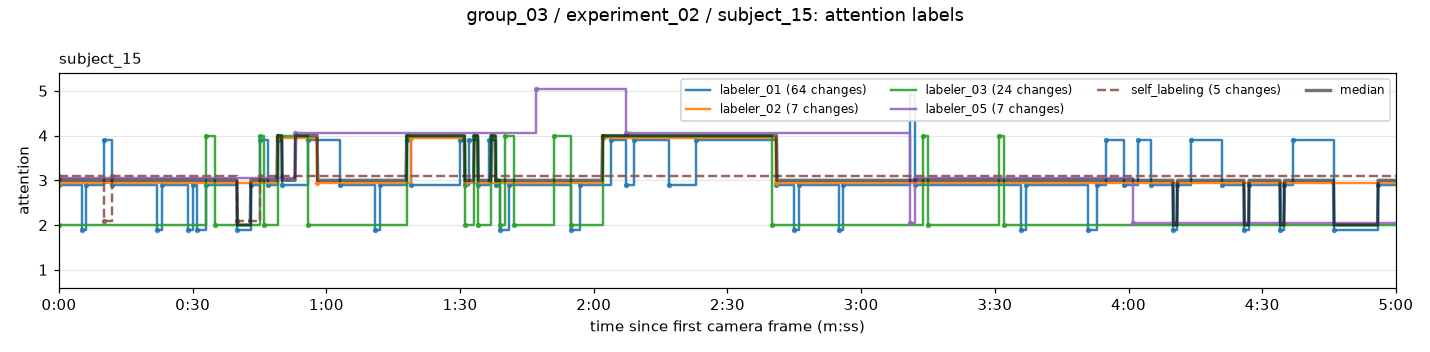 group_03 / experiment_02 / subject_15: attention labels
subject_15
labeler_01 (64 changes)
labeler_02 (7 changes)
labeler_03 (24 changes)
labeler_05 (7 changes)
self_labeling (5 changes)
median
attention
5
4
3
2
1
0:00 0:30 1:00 1:30 2:00 2:30 3:00 3:30 4:00 4:30 5:00
time since first camera frame (m:ss)